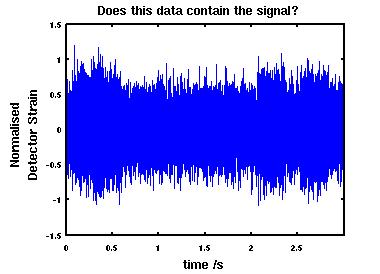 Does this data contain the signal?
1.5
1
0.5
0
-0.5
-1
-1.5
Normalised
Detector Strain
0 0.5 1 1.5 2 2.5
time /s